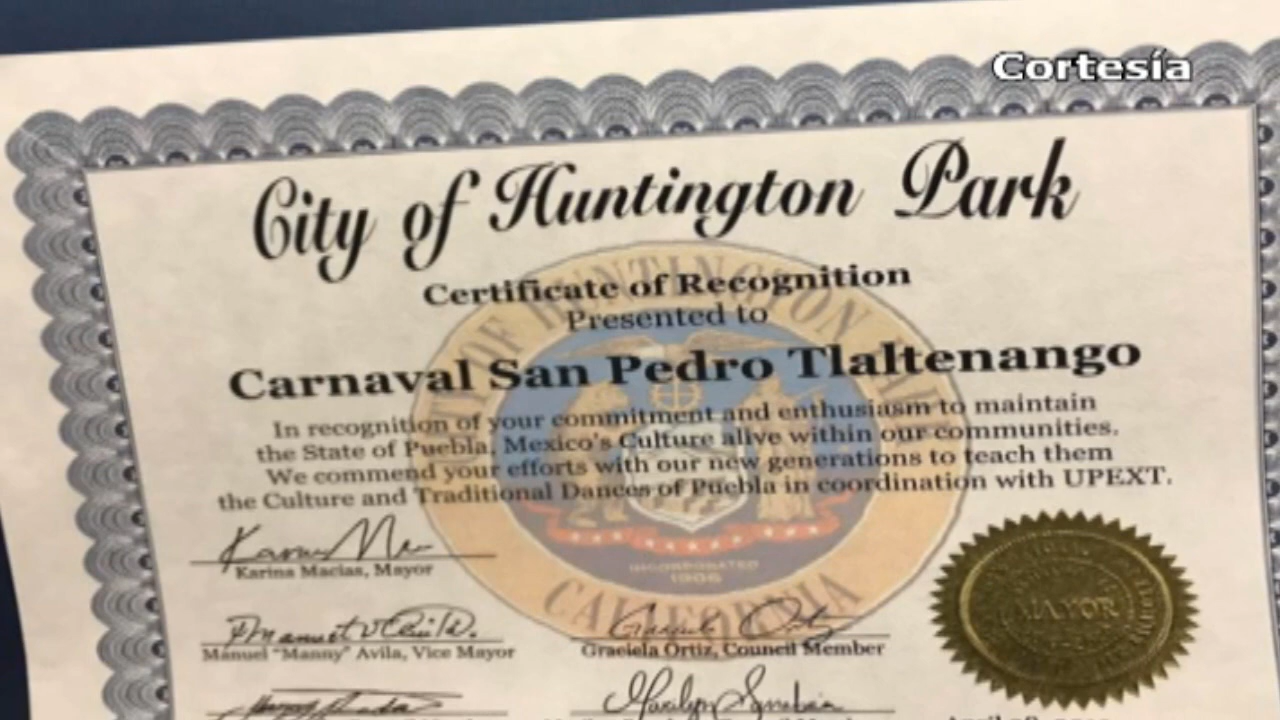 Cortesía
City of Huntington Park
Certificate of Recognition
Presented to
Carnaval San Pedro Tlaltenango
In recognition of your commitment and enthusiasm to maintain
the State of Puebla, Mexico's Culture alive within our communities.
We commend your efforts with our new generations to teach them
the Culture and Traditional Dances of Puebla in coordination with UPEXT.
Karina Macias, Mayor
Manuel "Manny" Avila, Vice Mayor
Graciela Ortiz, Council Member
MAYOR
INCORPORATED
1906
CALIFORNIA